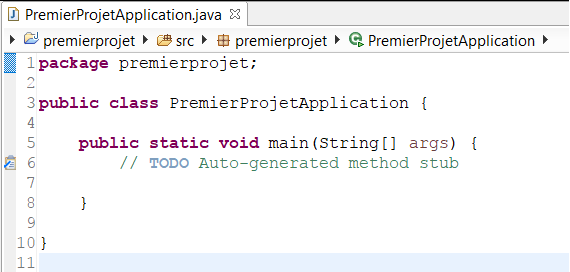 PremierProjetApplication.java
premierprojet src premierprojet PremierProjetApplication
1 package premierprojet;
2
3 public class PremierProjetApplication {
4
5     public static void main(String[] args) {
6         // TODO Auto-generated method stub
7
8     }
9
10 }
11